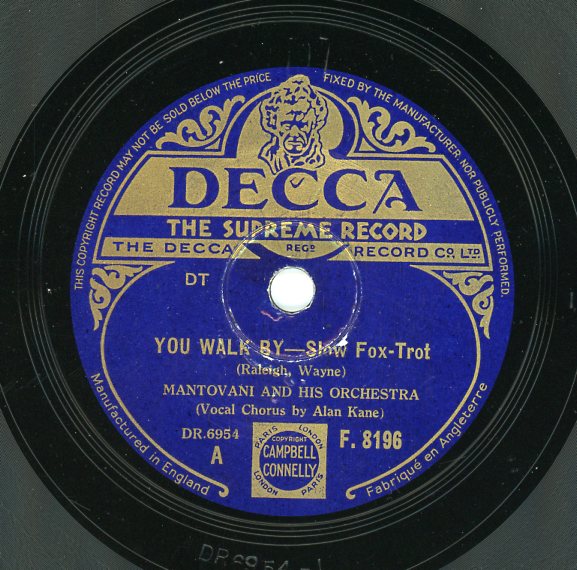 THIS COPYRIGHT RECORD MAY NOT BE SOLD BELOW THE PRICE FIXED BY THE MANUFACTURER NOR PUBLICLY PERFORMED.
DECCA
THE SUPREME RECORD
THE DECCA REGD RECORD CO. LTD.
DT
YOU WALK BY—Slow Fox-Trot
(Raleigh, Wayne)
MANTOVANI AND HIS ORCHESTRA
(Vocal Chorus by Alan Kane)
DR.6954
A
PARIS LONDON
COPYRIGHT
CAMPBELL
CONNELLY
LONDON PARIS
F. 8196
Manufactured in England
Fabriqué en Angleterre
DR 6954-1